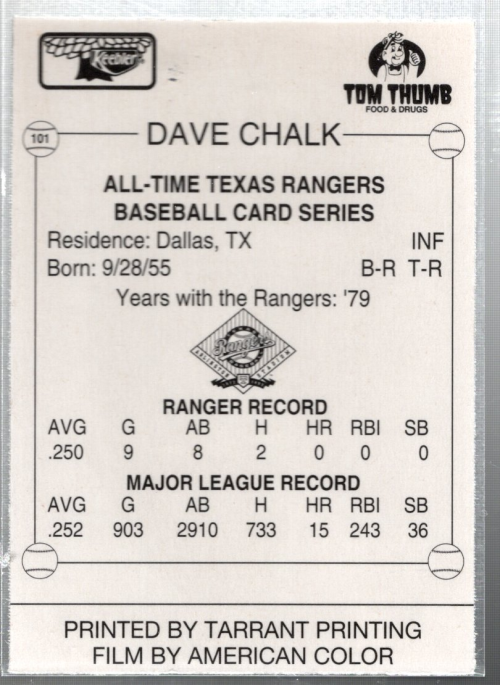 Keebler
TOM THUMB
FOOD & DRUGS
101
DAVE CHALK
ALL-TIME TEXAS RANGERS
BASEBALL CARD SERIES
Residence: Dallas, TX INF
Born: 9/28/55 B-R T-R
Years with the Rangers: '79
Rangers
ARLINGTON STADIUM
RANGER RECORD
AVG G AB H HR RBI SB
.250 9 8 2 0 0 0
MAJOR LEAGUE RECORD
AVG G AB H HR RBI SB
.252 903 2910 733 15 243 36
PRINTED BY TARRANT PRINTING
FILM BY AMERICAN COLOR